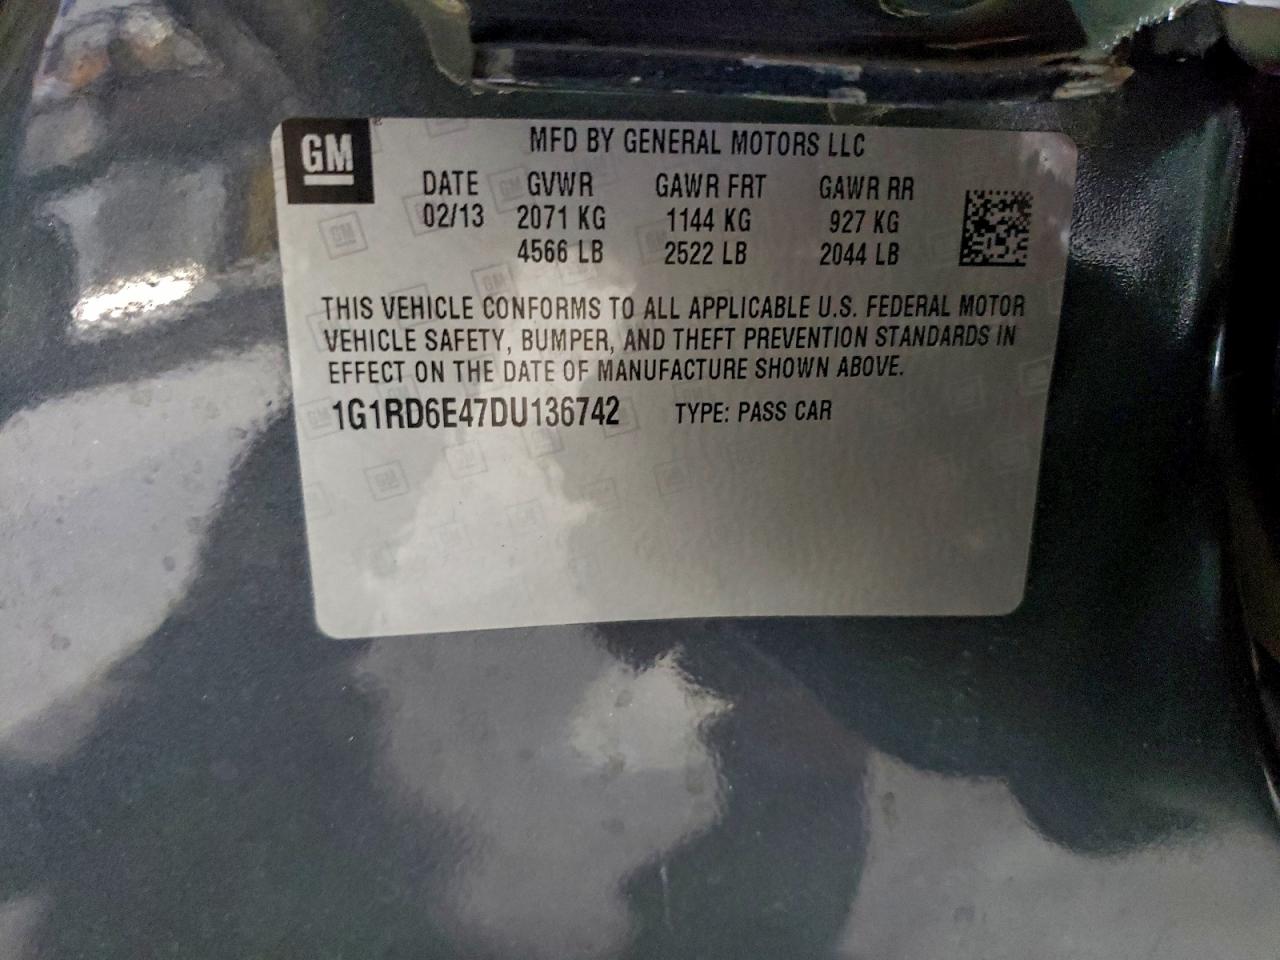 GM
MFD BY GENERAL MOTORS LLC
DATE GVWR GAWR FRT GAWR RR
02/13 2071 KG 1144 KG 927 KG
4566 LB 2522 LB 2044 LB
THIS VEHICLE CONFORMS TO ALL APPLICABLE U.S. FEDERAL MOTOR
VEHICLE SAFETY, BUMPER, AND THEFT PREVENTION STANDARDS IN
EFFECT ON THE DATE OF MANUFACTURE SHOWN ABOVE.
1G1RD6E47DU136742 TYPE: PASS CAR